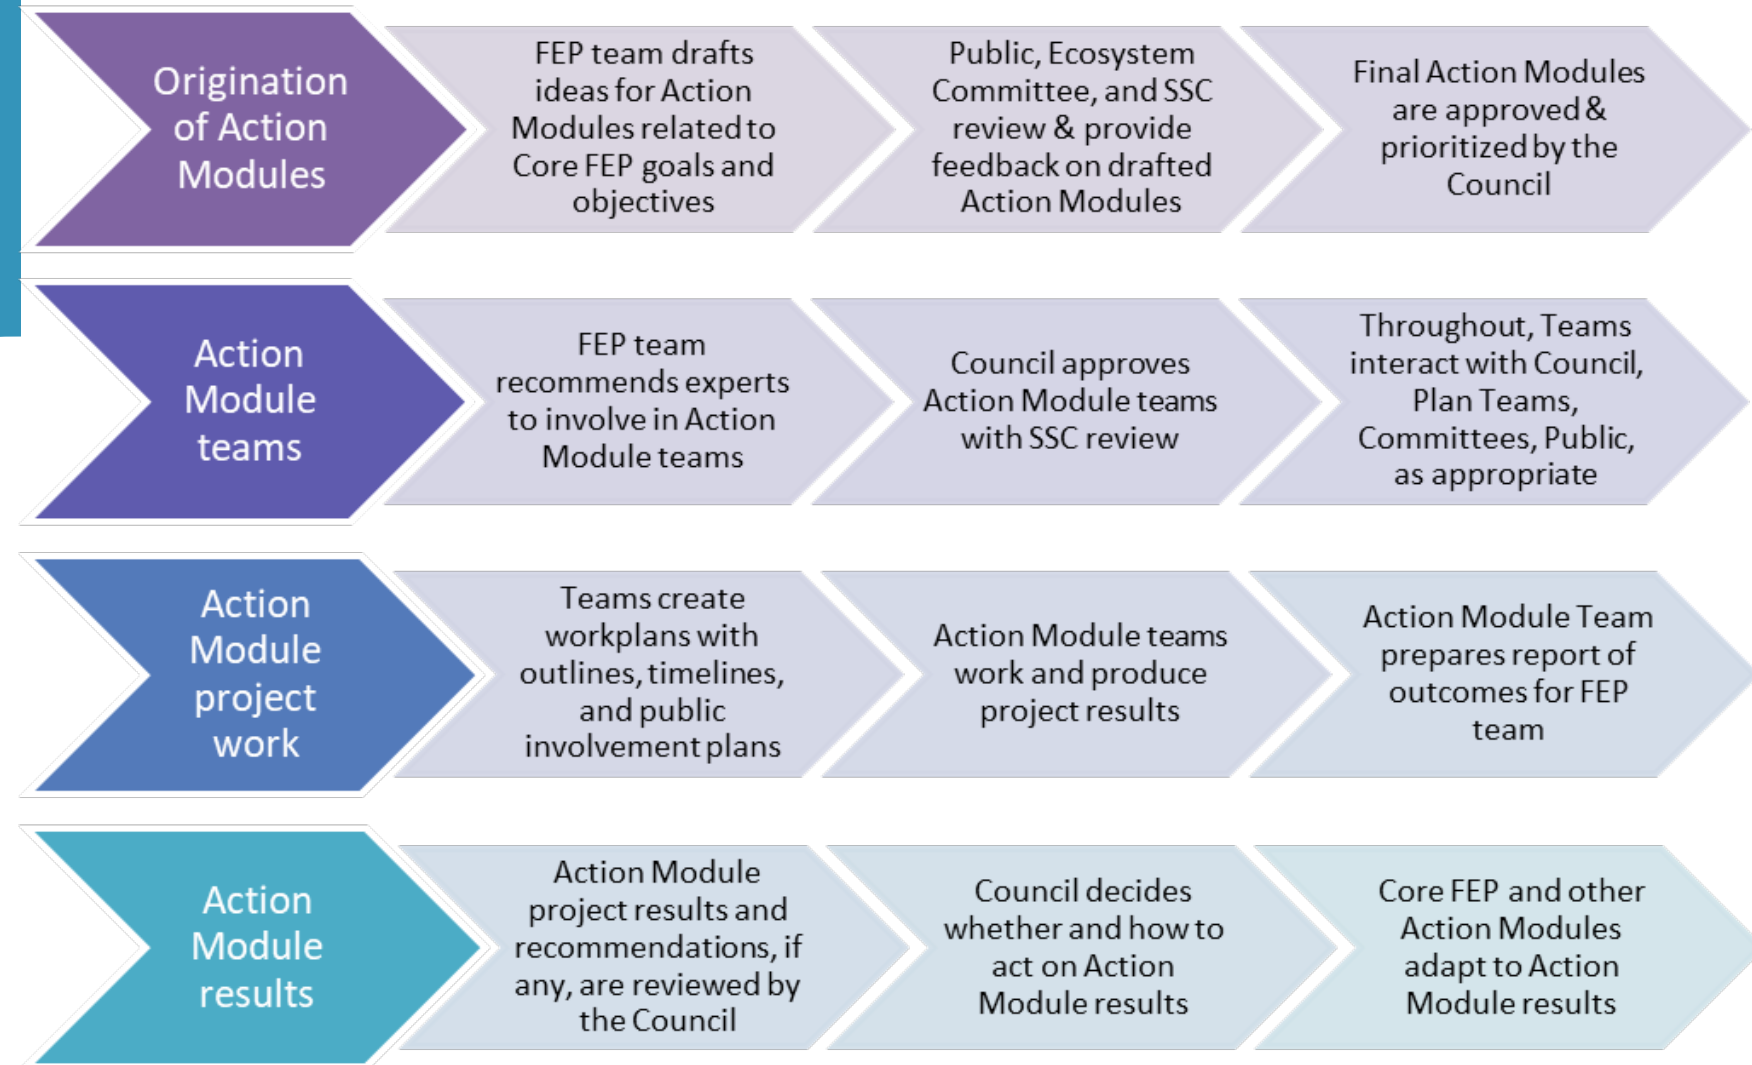 Origination
of Action
Modules
FEP team drafts
ideas for Action
Modules related to
Core FEP goals and
objectives
Public, Ecosystem
Committee, and SSC
review & provide
feedback on drafted
Action Modules
Final Action Modules
are approved &
prioritized by the
Council
Action
Module
teams
FEP team
recommends experts
to involve in Action
Module teams
Council approves
Action Module teams
with SSC review
Throughout, Teams
interact with Council,
Plan Teams,
Committees, Public,
as appropriate
Action
Module
project
work
Teams create
workplans with
outlines, timelines,
and public
involvement plans
Action Module teams
work and produce
project results
Action Module Team
prepares report of
outcomes for FEP
team
Action
Module
results
Action Module
project results and
recommendations, if
any, are reviewed by
the Council
Council decides
whether and how to
act on Action
Module results
Core FEP and other
Action Modules
adapt to Action
Module results